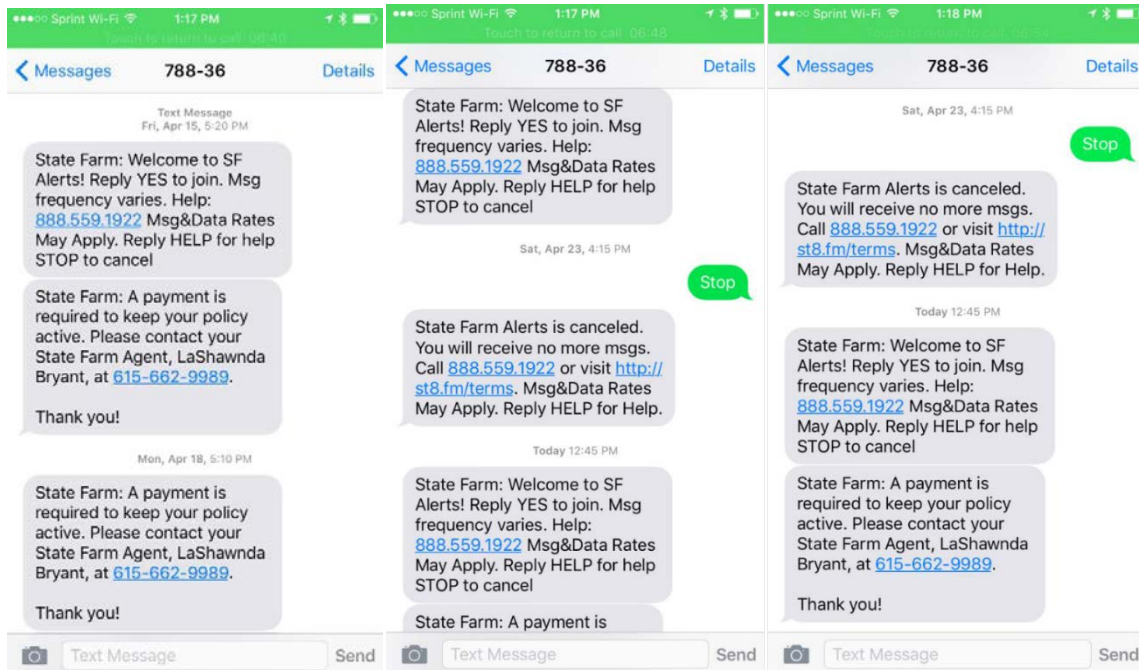 Sprint Wi-Fi 1:17 PM
Touch to return to call 06:40
Messages 788-36 Details
Text Message
Fri, Apr 15, 5:20 PM
State Farm: Welcome to SF
Alerts! Reply YES to join. Msg
frequency varies. Help:
888.559.1922 Msg&Data Rates
May Apply. Reply HELP for help
STOP to cancel
State Farm: A payment is
required to keep your policy
active. Please contact your
State Farm Agent, LaShawnda
Bryant, at 615-662-9989.
Thank you!
Mon, Apr 18, 5:10 PM
State Farm: A payment is
required to keep your policy
active. Please contact your
State Farm Agent, LaShawnda
Bryant, at 615-662-9989.
Thank you!
Text Message Send
Sprint Wi-Fi 1:17 PM
Touch to return to call 06:48
Messages 788-36 Details
State Farm: Welcome to SF
Alerts! Reply YES to join. Msg
frequency varies. Help:
888.559.1922 Msg&Data Rates
May Apply. Reply HELP for help
STOP to cancel
Sat, Apr 23, 4:15 PM
Stop
State Farm Alerts is canceled.
You will receive no more msgs.
Call 888.559.1922 or visit http://
st8.fm/terms. Msg&Data Rates
May Apply. Reply HELP for Help.
Today 12:45 PM
State Farm: Welcome to SF
Alerts! Reply YES to join. Msg
frequency varies. Help:
888.559.1922 Msg&Data Rates
May Apply. Reply HELP for help
STOP to cancel
State Farm: A payment is
Text Message Send
Sprint Wi-Fi 1:18 PM
Touch to return to call 06:54
Messages 788-36 Details
Sat, Apr 23, 4:15 PM
Stop
State Farm Alerts is canceled.
You will receive no more msgs.
Call 888.559.1922 or visit http://
st8.fm/terms. Msg&Data Rates
May Apply. Reply HELP for Help.
Today 12:45 PM
State Farm: Welcome to SF
Alerts! Reply YES to join. Msg
frequency varies. Help:
888.559.1922 Msg&Data Rates
May Apply. Reply HELP for help
STOP to cancel
State Farm: A payment is
required to keep your policy
active. Please contact your
State Farm Agent, LaShawnda
Bryant, at 615-662-9989.
Thank you!
Text Message Send